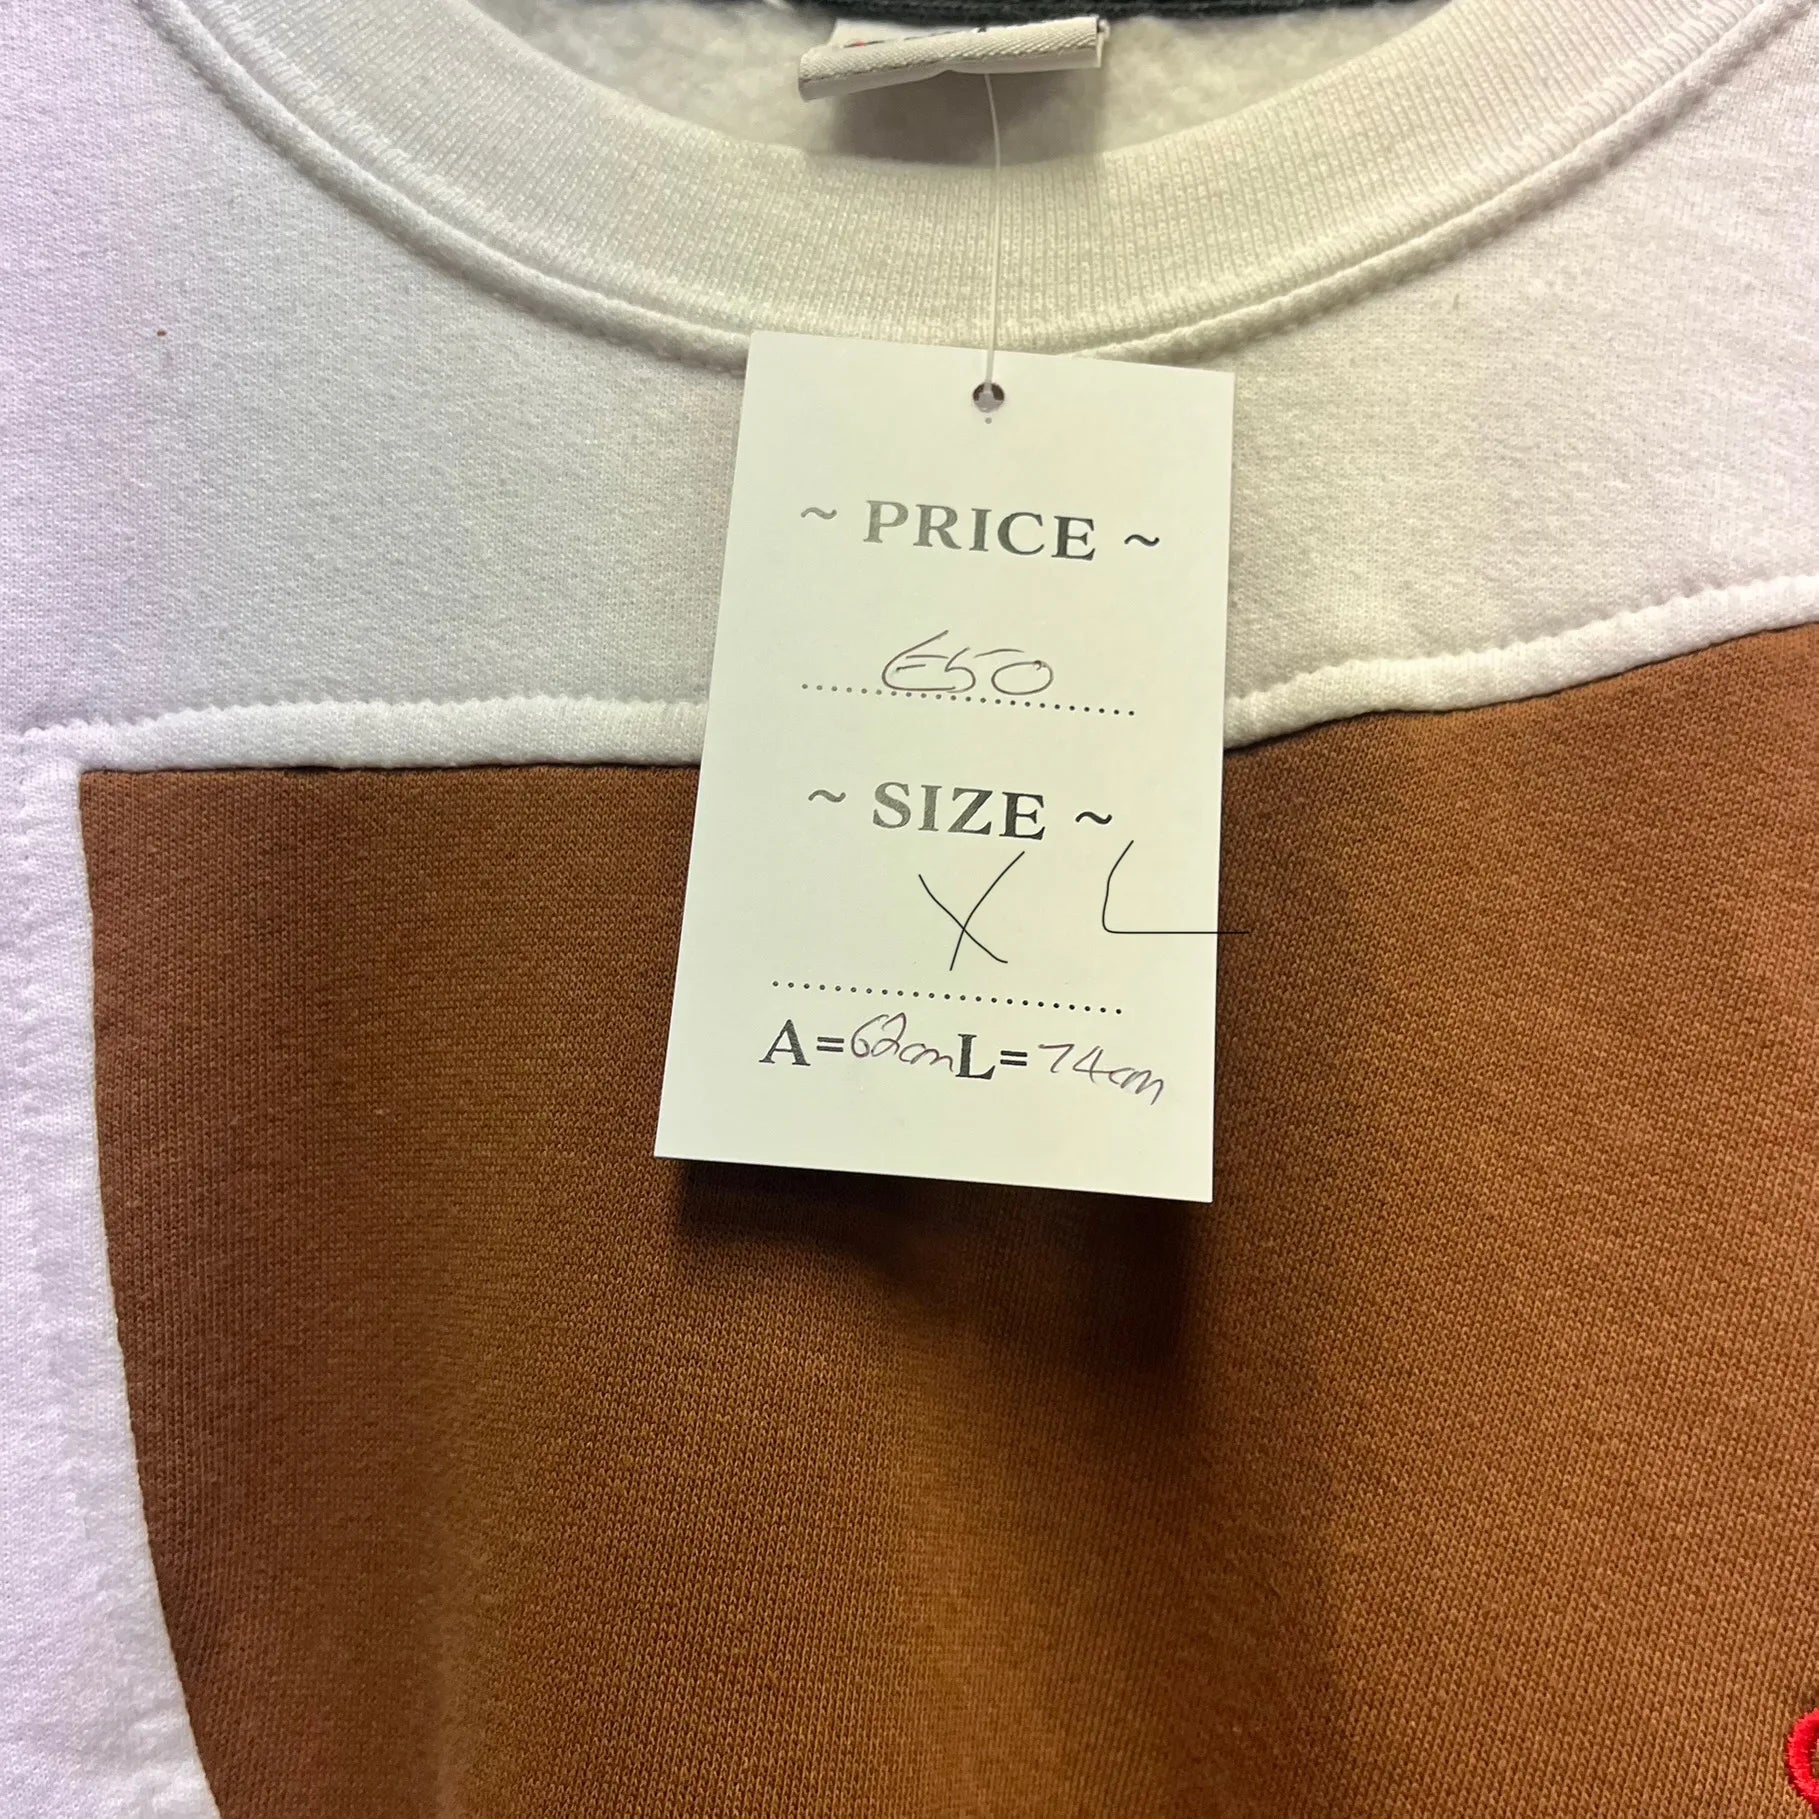 ~ PRICE ~
€50
~ SIZE ~
XL
A=62cm L=74cm